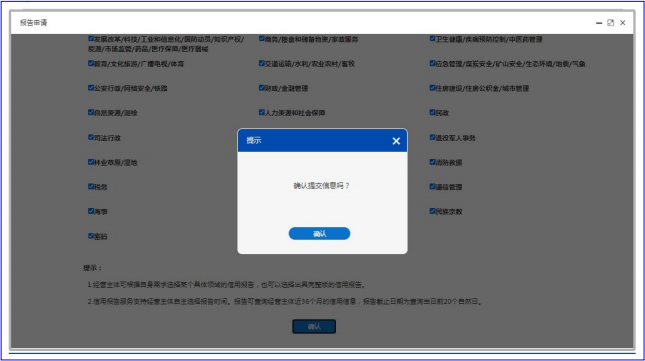 报告申请
发展改革/科技/工业和信息化/国防动员/知识产权/
能源/市场监管/药品/医疗保障/医疗器械
商务/粮食和储备物资/家政服务
卫生健康/疾病预防控制/中医药管理
教育/文化旅游/广播电视/体育
交通运输/水利/农业农村/畜牧
应急管理/煤炭安全/矿山安全/生态环境/地震/气象
公安行政/网络安全/铁路
财政/金融管理
住房建设/住房公积金/城市管理
自然资源/测绘
人力资源和社会保障
民政
司法行政
退役军人事务
林业草原/湿地
消防救援
税务
通信管理
海事
民族宗教
密码
提示
确认提交信息吗？
确认
提示：
1.经营主体可根据自身需求选择某个具体领域的信用报告，也可以选择出具完整版的信用报告。
2.信用报告服务支持经营主体自主选择报告时间。报告可查询经营主体近36个月的信用信息，报告截止日期为查询当日前20个自然日。
确认